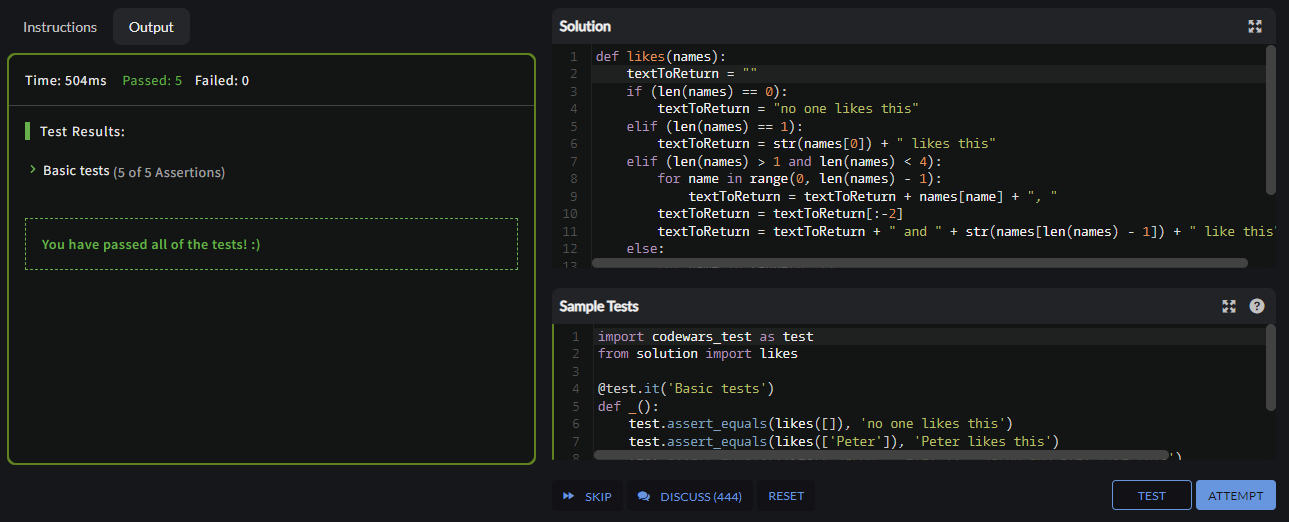 Instructions
Output
Time: 504ms Passed: 5 Failed: 0
Test Results:
Basic tests (5 of 5 Assertions)
You have passed all of the tests! :)
Solution
1 def likes(names):
2     textToReturn = ""
3     if (len(names) == 0):
4         textToReturn = "no one likes this"
5     elif (len(names) == 1):
6         textToReturn = str(names[0]) + " likes this"
7     elif (len(names) > 1 and len(names) < 4):
8         for name in range(0, len(names) - 1):
9             textToReturn = textToReturn + names[name] + ", "
10         textToReturn = textToReturn[:-2]
11         textToReturn = textToReturn + " and " + str(names[len(names) - 1]) + " like this"
12     else:
13
Sample Tests
1 import codewars_test as test
2 from solution import likes
3
4 @test.it('Basic tests')
5 def _():
6     test.assert_equals(likes([]), 'no one likes this')
7     test.assert_equals(likes(['Peter']), 'Peter likes this')
8
SKIP
DISCUSS (444)
RESET
TEST
ATTEMPT